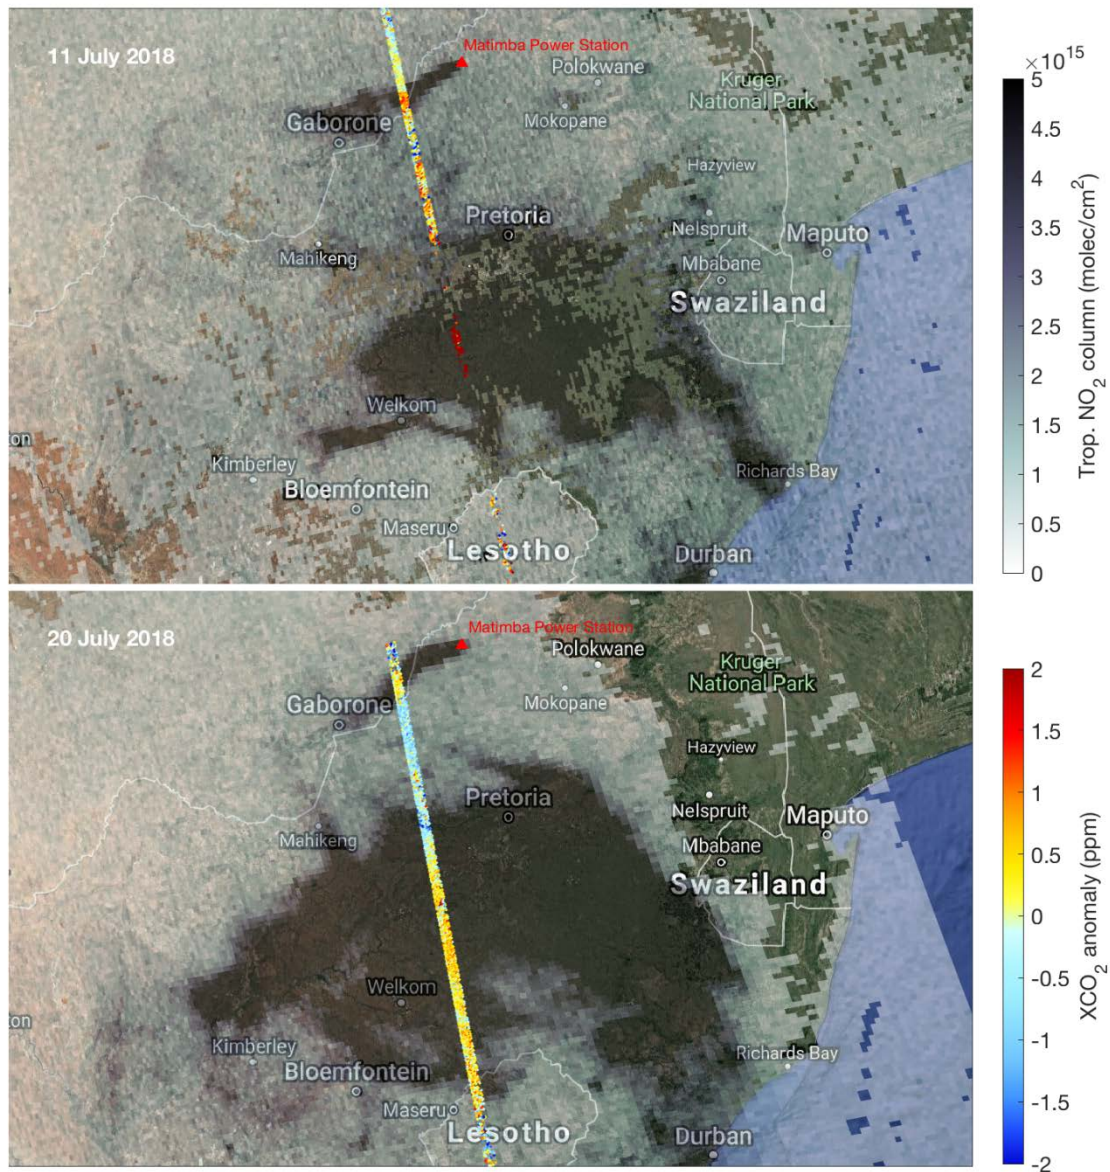 11 July 2018
Matimba Power Station
Polokwane
Kruger
National Park
Gaborone
Mokopane
Hazyview
Pretoria
Nelspruit
Maputo
Mahikeng
Mbabane
Swaziland
Welkom
on
Kimberley
Richards Bay
Bloemfontein
Maseru
Lesotho
Durban
×10^15
5
4.5
4
3.5
3
2.5
2
1.5
1
0.5
0
Trop. NO₂ column (molec/cm²)
20 July 2018
Matimba Power Station
Polokwane
Kruger
National Park
Gaborone
Mokopane
Hazyview
Pretoria
Nelspruit
Maputo
Mahikeng
Mbabane
Swaziland
Welkom
on
Kimberley
Richards Bay
Bloemfontein
Maseru
Lesotho
Durban
2
1.5
1
0.5
0
-0.5
-1
-1.5
-2
XCO₂ anomaly (ppm)